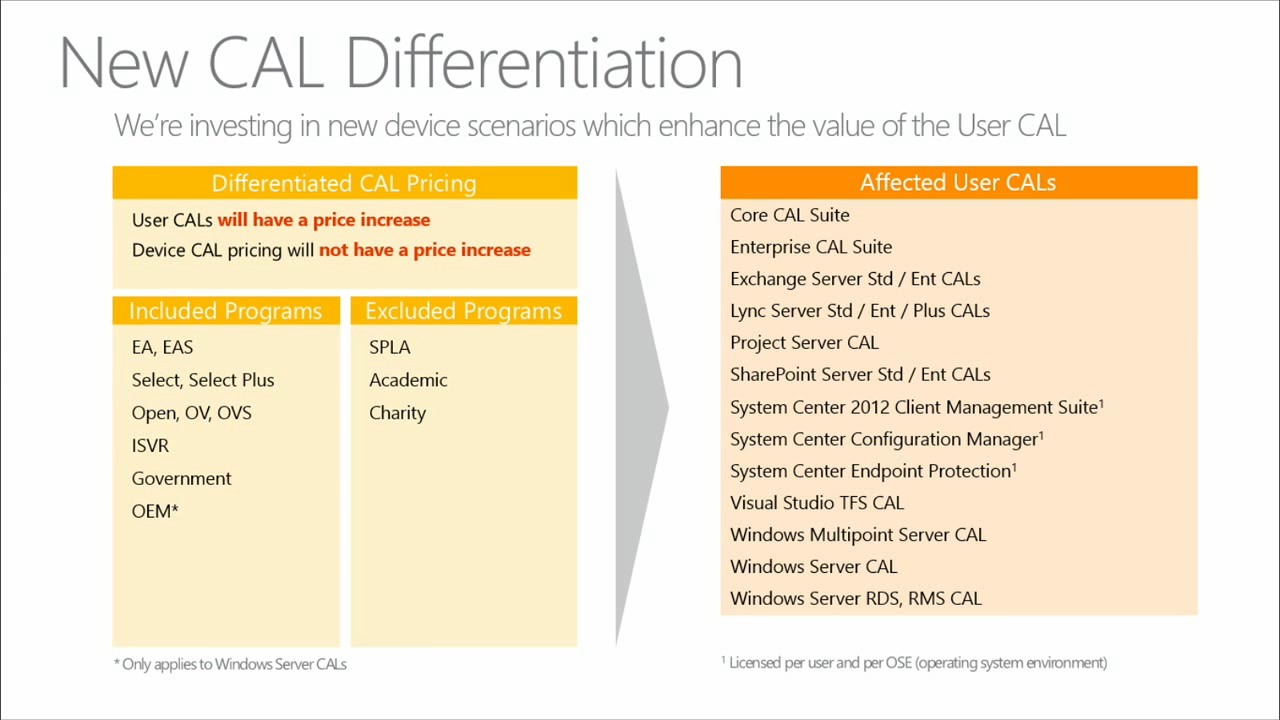 New CAL Differentiation
We're investing in new device scenarios which enhance the value of the User CAL
Differentiated CAL Pricing
User CALs will have a price increase
Device CAL pricing will not have a price increase
Included Programs
EA, EAS
Select, Select Plus
Open, OV, OVS
ISVR
Government
OEM*
Excluded Programs
SPLA
Academic
Charity
* Only applies to Windows Server CALs
Affected User CALs
Core CAL Suite
Enterprise CAL Suite
Exchange Server Std / Ent CALs
Lync Server Std / Ent / Plus CALs
Project Server CAL
SharePoint Server Std / Ent CALs
System Center 2012 Client Management Suite¹
System Center Configuration Manager¹
System Center Endpoint Protection¹
Visual Studio TFS CAL
Windows Multipoint Server CAL
Windows Server CAL
Windows Server RDS, RMS CAL
¹ Licensed per user and per OSE (operating system environment)